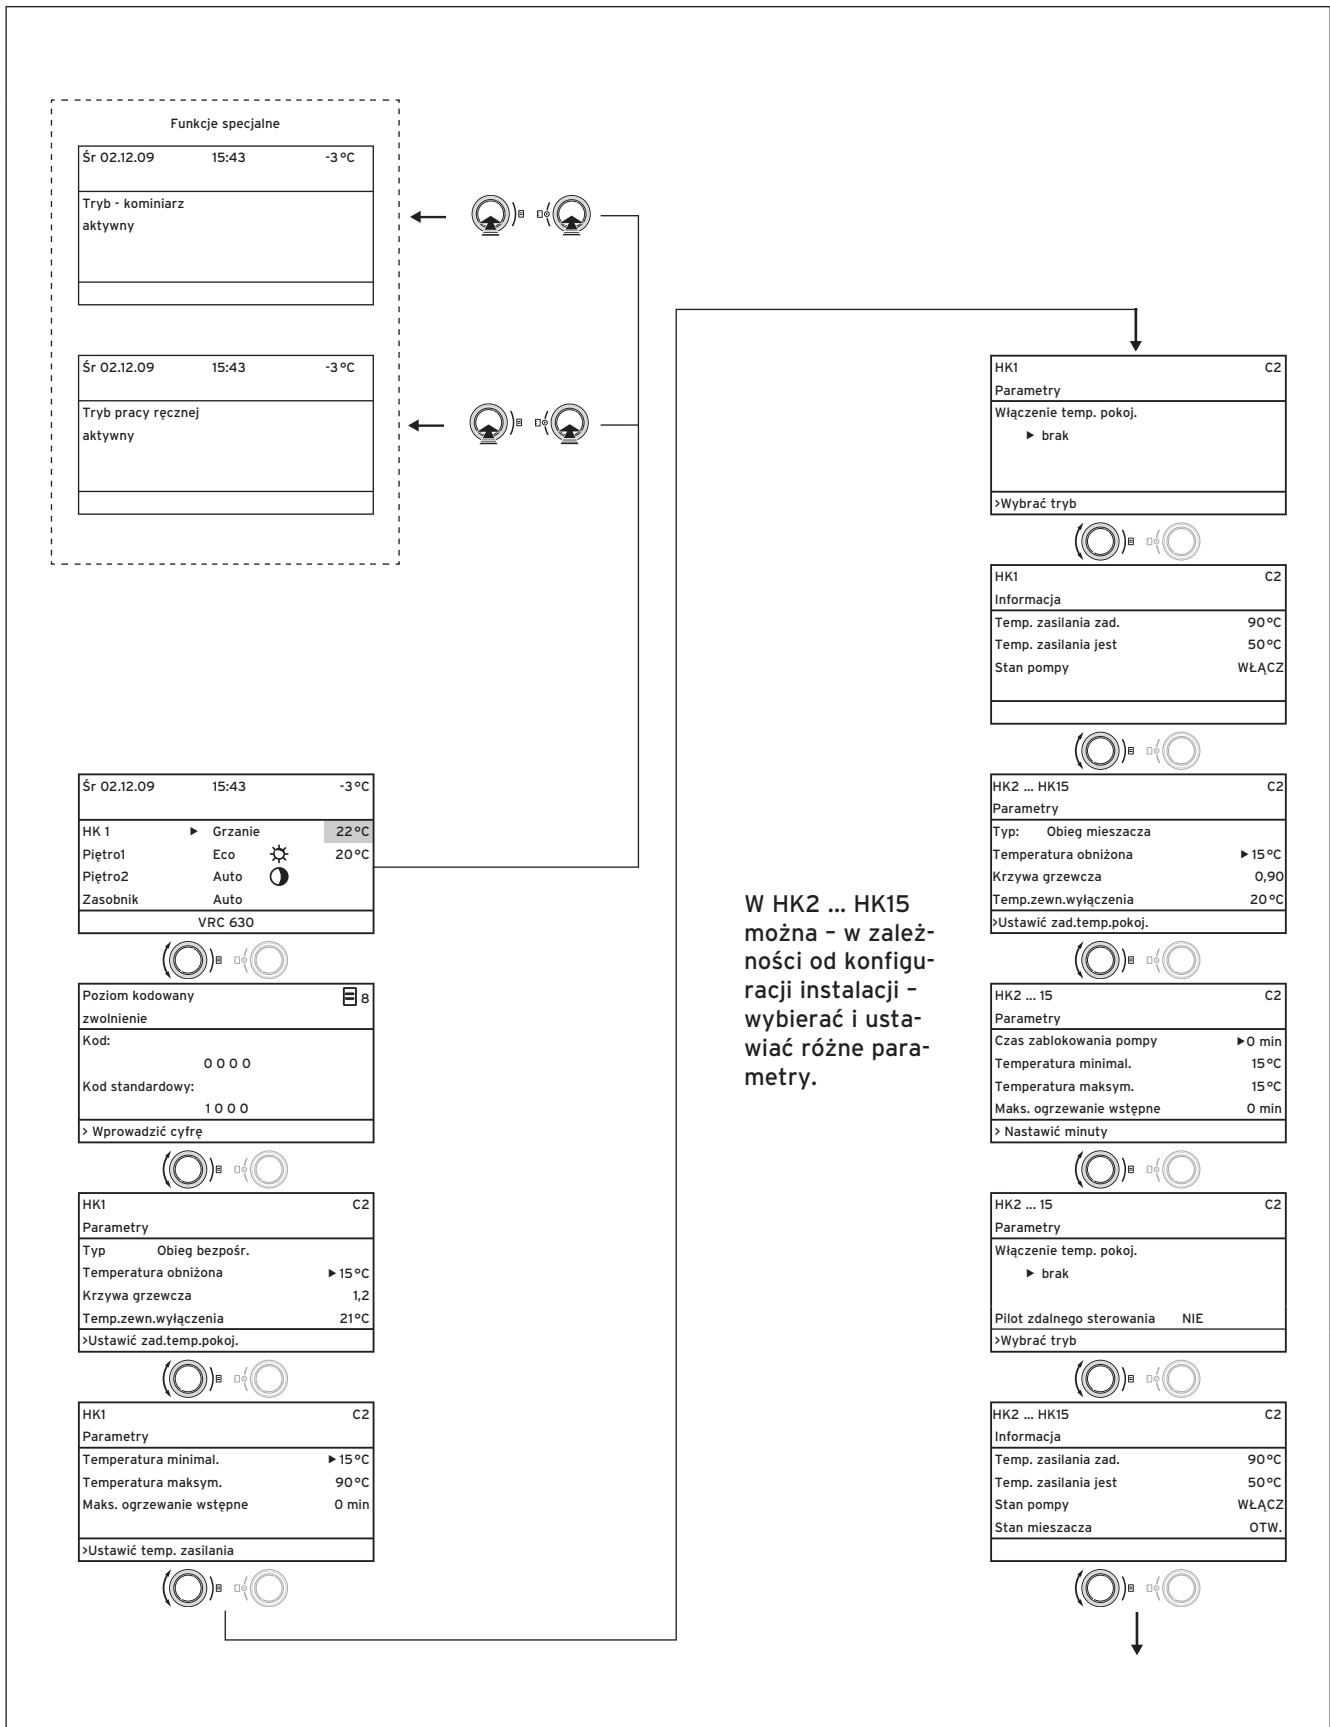 Funkcje specjalne
Śr 02.12.09 15:43 -3 °C
Tryb - kominiarz
aktywny
Śr 02.12.09 15:43 -3 °C
Tryb pracy ręcznej
aktywny
Śr 02.12.09 15:43 -3 °C
HK 1 ▶ Grzanie 22 °C
Piętro1 Eco 20 °C
Piętro2 Auto
Zasobnik Auto
VRC 630
Poziom kodowany 8
zwolnienie
Kod:
0 0 0 0
Kod standardowy:
1 0 0 0
> Wprowadzić cyfrę
HK1 C2
Parametry
Typ Obieg bezpośr.
Temperatura obniżona ▶ 15 °C
Krzywa grzewcza 1,2
Temp.zewn.wyłączenia 21 °C
>Ustawić zad.temp.pokoj.
HK1 C2
Parametry
Temperatura minimal. ▶ 15 °C
Temperatura maksym. 90 °C
Maks. ogrzewanie wstępne 0 min
>Ustawić temp. zasilania
W HK2 ... HK15
można – w zależ-
ności od konfigu-
racji instalacji –
wybierać i usta-
wiać różne para-
metry.
HK1 C2
Parametry
Włączenie temp. pokoj.
▶ brak
>Wybrać tryb
HK1 C2
Informacja
Temp. zasilania zad. 90 °C
Temp. zasilania jest 50 °C
Stan pompy WŁĄCZ
HK2 ... HK15 C2
Parametry
Typ: Obieg mieszacza
Temperatura obniżona ▶ 15 °C
Krzywa grzewcza 0,90
Temp.zewn.wyłączenia 20 °C
>Ustawić zad.temp.pokoj.
HK2 ... 15 C2
Parametry
Czas zablokowania pompy ▶0 min
Temperatura minimal. 15 °C
Temperatura maksym. 15 °C
Maks. ogrzewanie wstępne 0 min
> Nastawić minuty
HK2 ... 15 C2
Parametry
Włączenie temp. pokoj.
▶ brak
Pilot zdalnego sterowania NIE
>Wybrać tryb
HK2 ... HK15 C2
Informacja
Temp. zasilania zad. 90 °C
Temp. zasilania jest 50 °C
Stan pompy WŁĄCZ
Stan mieszacza OTW.